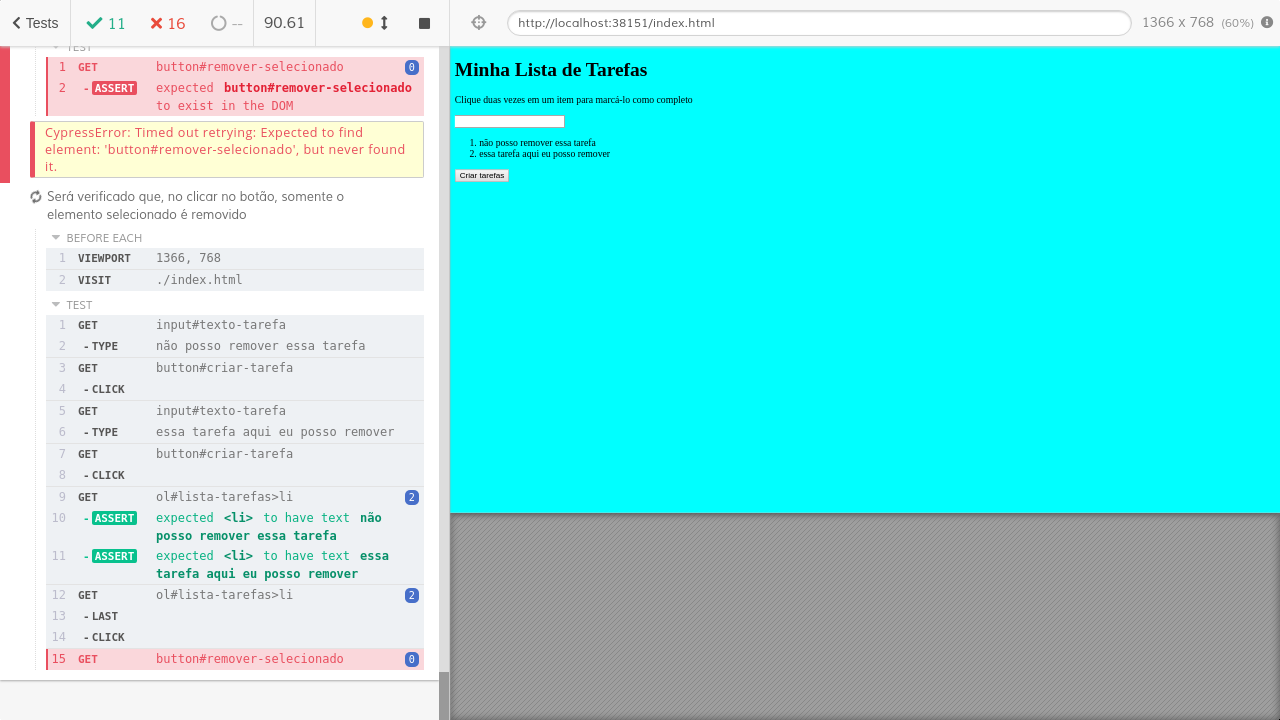 Tests
11
16
--
90.61
http://localhost:38151/index.html
1366 x 768 (60%)
TEST
1 GET button#remover-selecionado 0
2 - ASSERT expected button#remover-selecionado
to exist in the DOM
CypressError: Timed out retrying: Expected to find
element: 'button#remover-selecionado', but never found
it.
Será verificado que, no clicar no botão, somente o
elemento selecionado é removido
BEFORE EACH
1 VIEWPORT 1366, 768
2 VISIT ./index.html
TEST
1 GET input#texto-tarefa
2 - TYPE não posso remover essa tarefa
3 GET button#criar-tarefa
4 - CLICK
5 GET input#texto-tarefa
6 - TYPE essa tarefa aqui eu posso remover
7 GET button#criar-tarefa
8 - CLICK
9 GET ol#lista-tarefas>li 2
10 - ASSERT expected <li> to have text não
posso remover essa tarefa
11 - ASSERT expected <li> to have text essa
tarefa aqui eu posso remover
12 GET ol#lista-tarefas>li 2
13 - LAST
14 - CLICK
15 GET button#remover-selecionado 0
Minha Lista de Tarefas
Clique duas vezes em um item para marcá-lo como completo
1. não posso remover essa tarefa
2. essa tarefa aqui eu posso remover
Criar tarefas